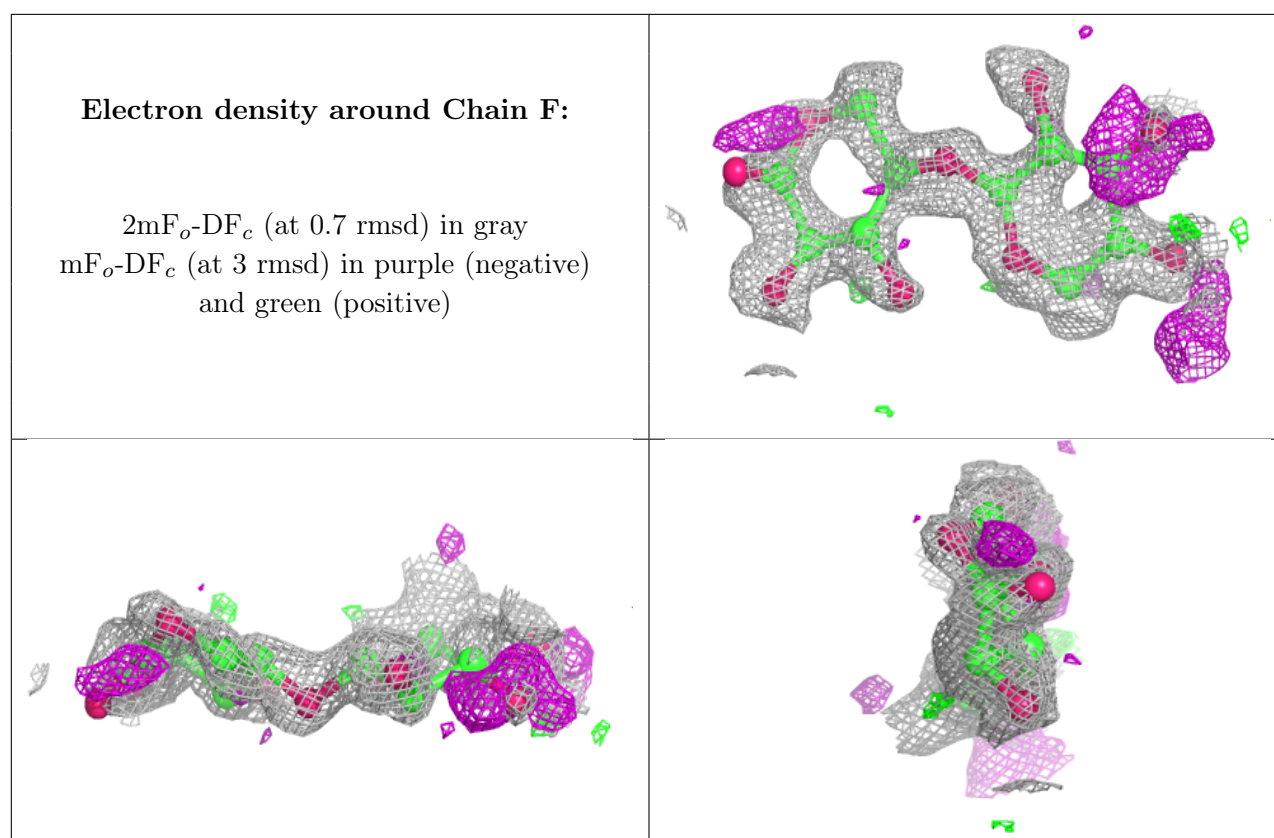 Electron density around Chain F:
2mFo-DFc (at 0.7 rmsd) in gray
mFo-DFc (at 3 rmsd) in purple (negative)
and green (positive)